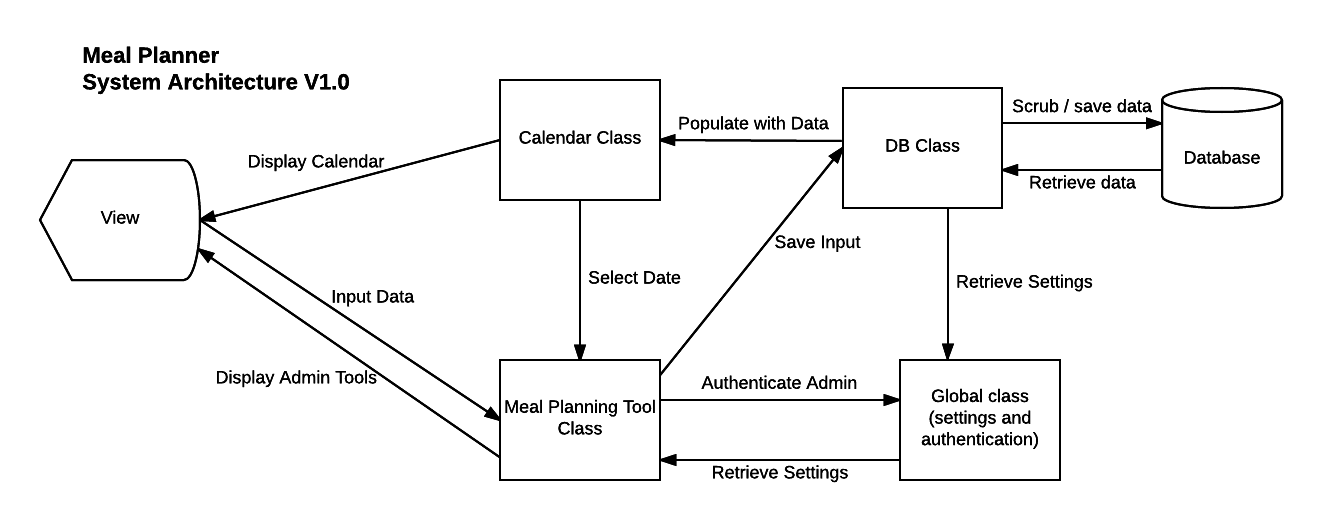 Meal Planner
System Architecture V1.0
Calendar Class
Populate with Data
DB Class
Scrub / save data
Database
Retrieve data
Display Calendar
View
Save Input
Select Date
Retrieve Settings
Input Data
Display Admin Tools
Meal Planning Tool
Class
Authenticate Admin
Global class
(settings and
authentication)
Retrieve Settings